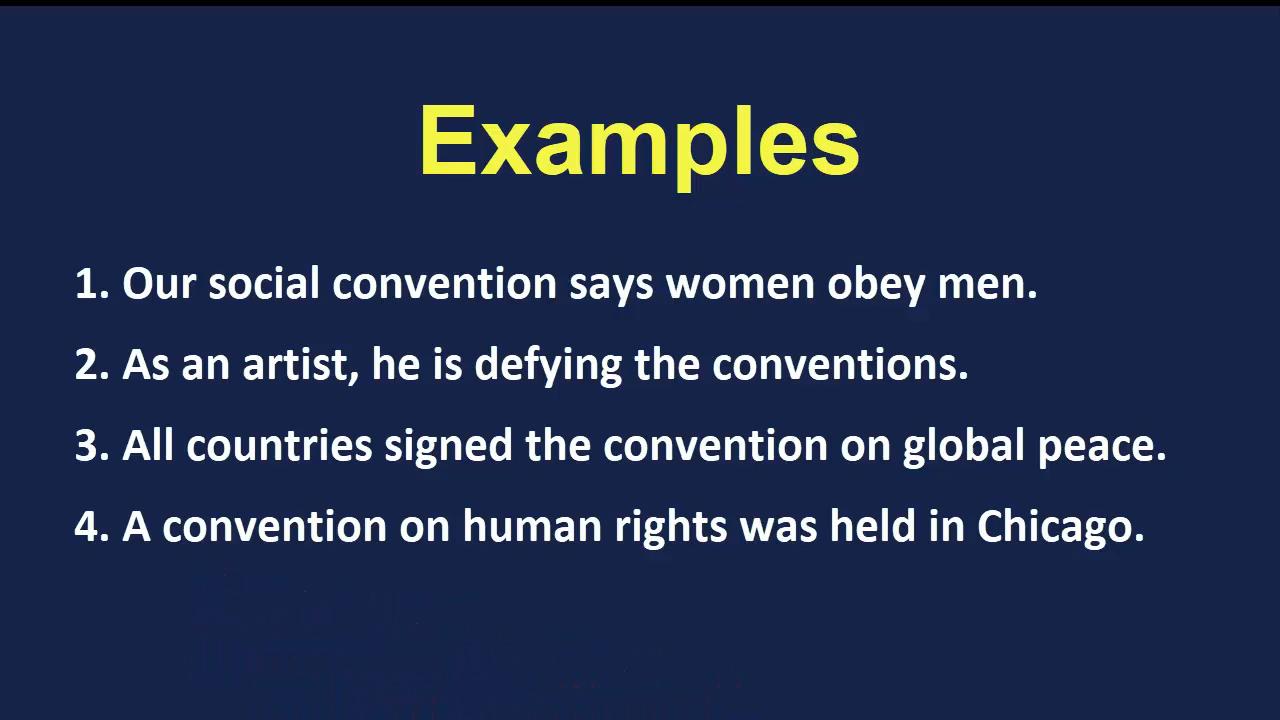 Examples
1. Our social convention says women obey men.
2. As an artist, he is defying the conventions.
3. All countries signed the convention on global peace.
4. A convention on human rights was held in Chicago.